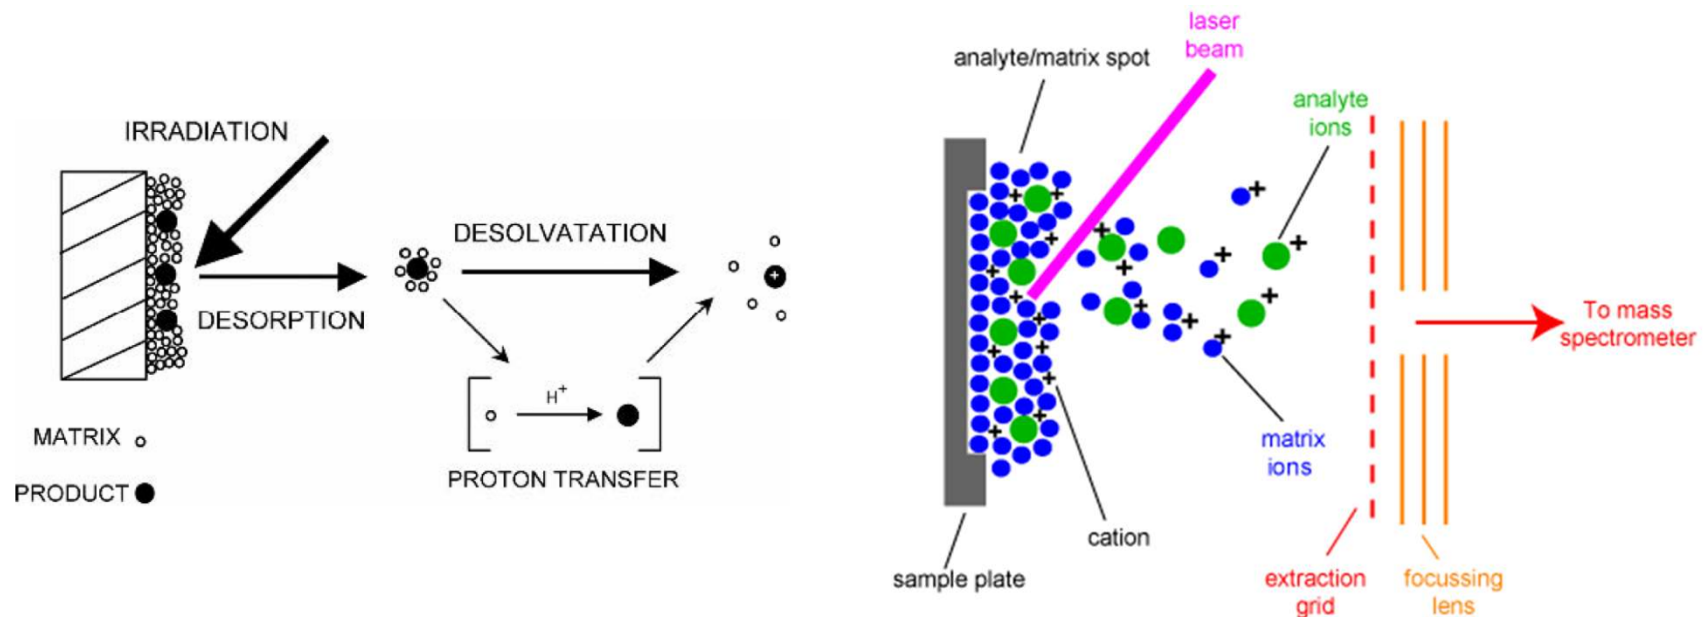 IRRADIATION
DESOLVATATION
DESORPTION
+
H+
MATRIX
PROTON TRANSFER
PRODUCT
laser
beam
analyte/matrix spot
analyte
ions
To mass
spectrometer
matrix
ions
cation
sample plate
extraction
grid
focussing
lens